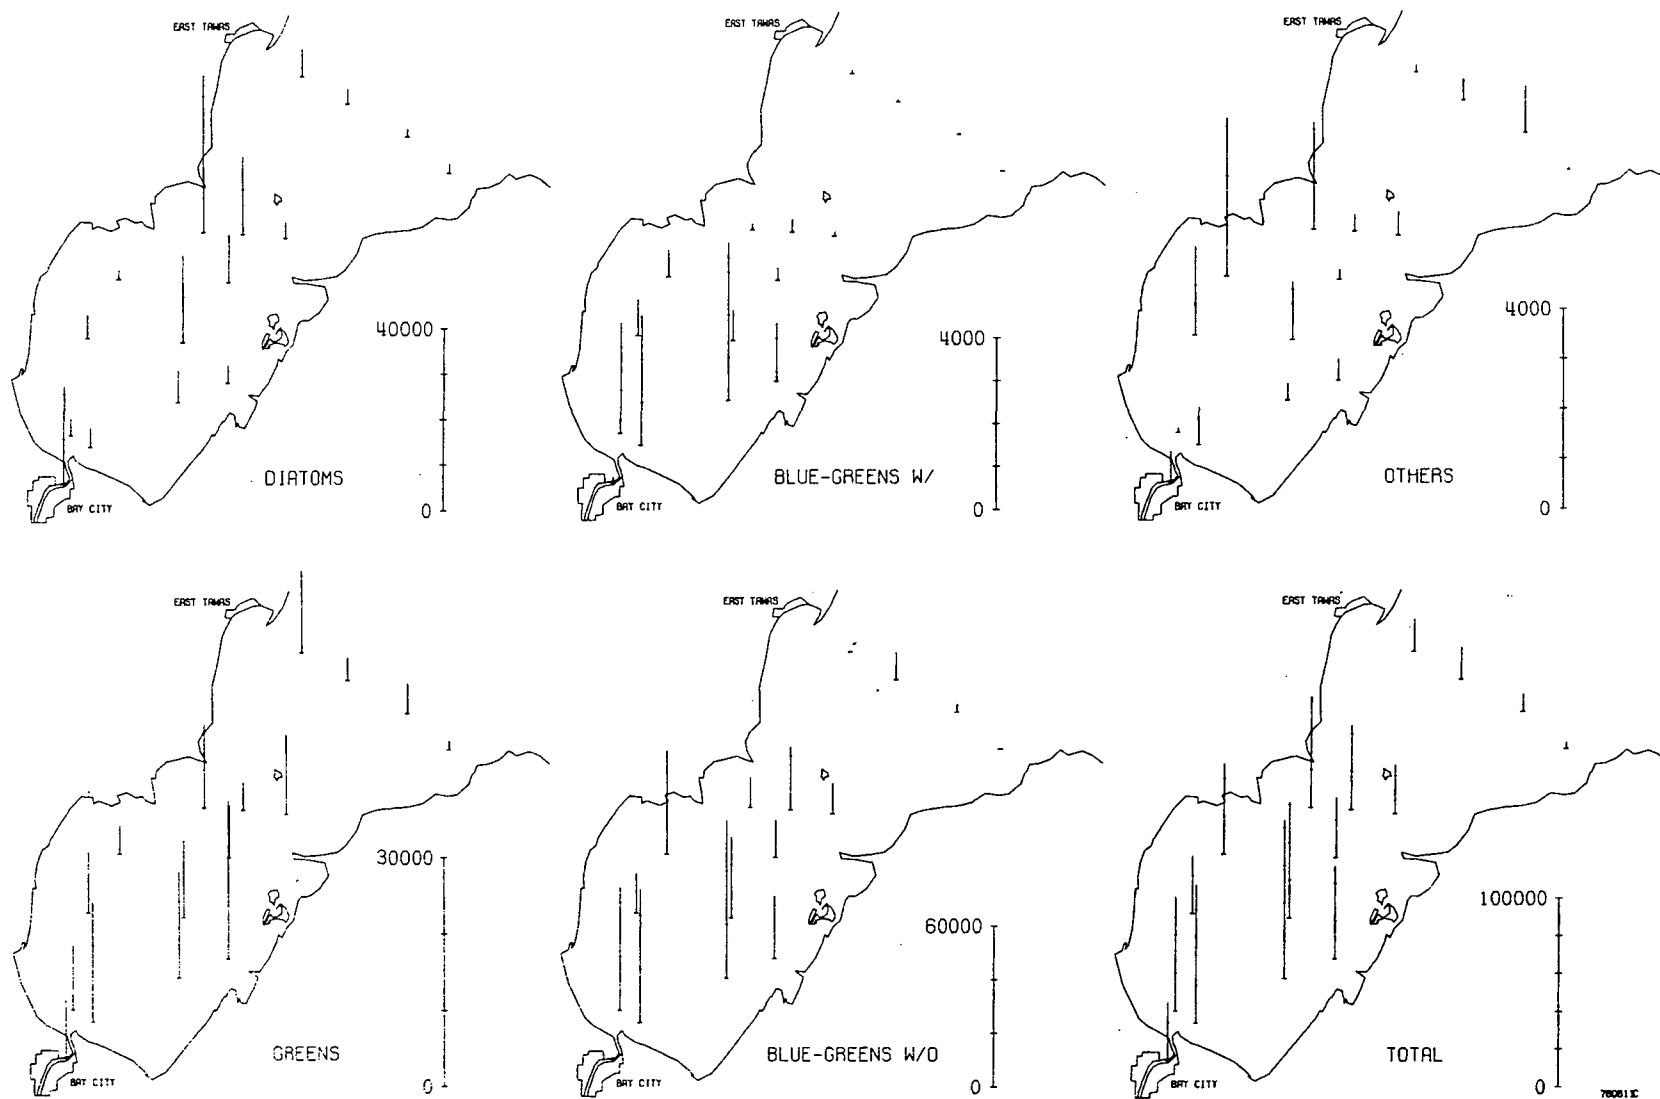 EAST TAWAS
40000
0
DIATOMS
BAY CITY
4000
0
BLUE-GREENS W/
BAY CITY
EAST TAWAS
4000
0
OTHERS
BAY CITY
EAST TAWAS
EAST TAWAS
30000
0
GREENS
BAY CITY
EAST TAWAS
60000
0
BLUE-GREENS W/O
BAY CITY
EAST TAWAS
100000
0
TOTAL
BAY CITY